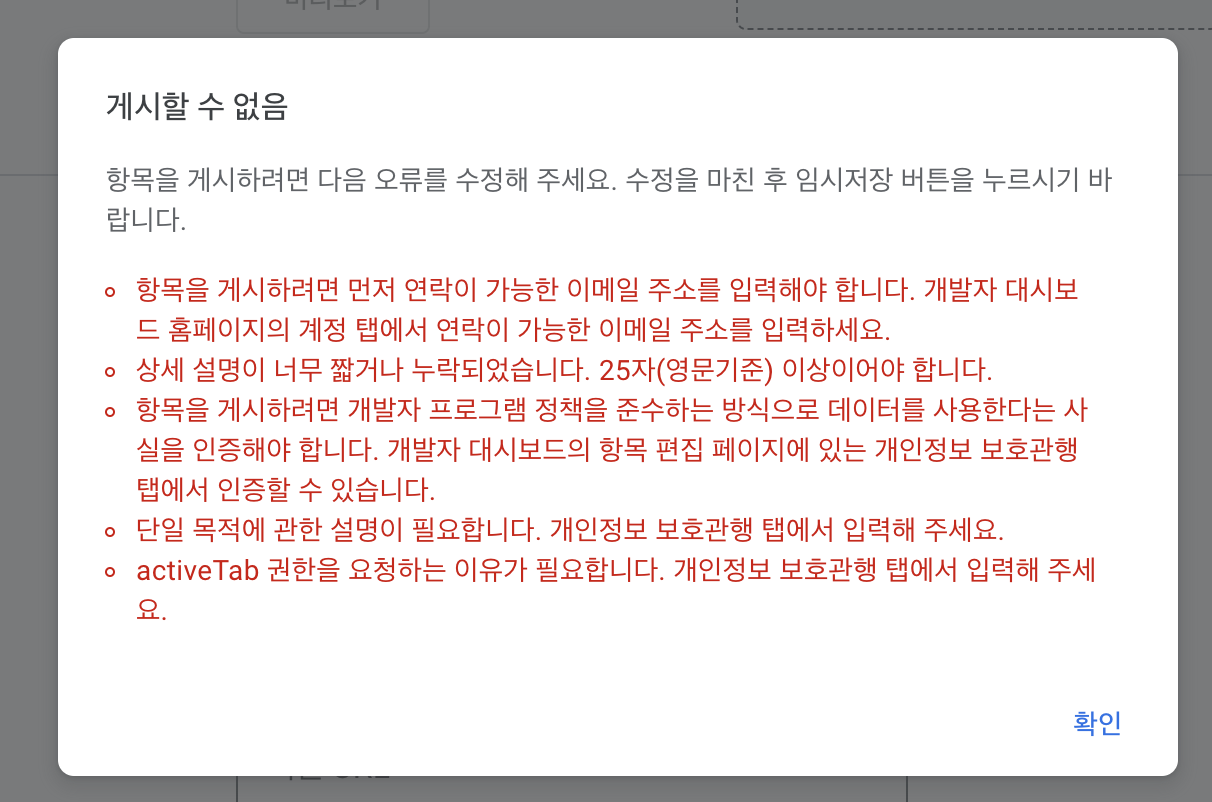 미리보기
게시할 수 없음
항목을 게시하려면 다음 오류를 수정해 주세요. 수정을 마친 후 임시저장 버튼을 누르시기 바
랍니다.
항목을 게시하려면 먼저 연락이 가능한 이메일 주소를 입력해야 합니다. 개발자 대시보
드 홈페이지의 계정 탭에서 연락이 가능한 이메일 주소를 입력하세요.
상세 설명이 너무 짧거나 누락되었습니다. 25자(영문기준) 이상이어야 합니다.
항목을 게시하려면 개발자 프로그램 정책을 준수하는 방식으로 데이터를 사용한다는 사
실을 인증해야 합니다. 개발자 대시보드의 항목 편집 페이지에 있는 개인정보 보호관행
탭에서 인증할 수 있습니다.
단일 목적에 관한 설명이 필요합니다. 개인정보 보호관행 탭에서 입력해 주세요.
activeTab 권한을 요청하는 이유가 필요합니다. 개인정보 보호관행 탭에서 입력해 주세
요.
확인